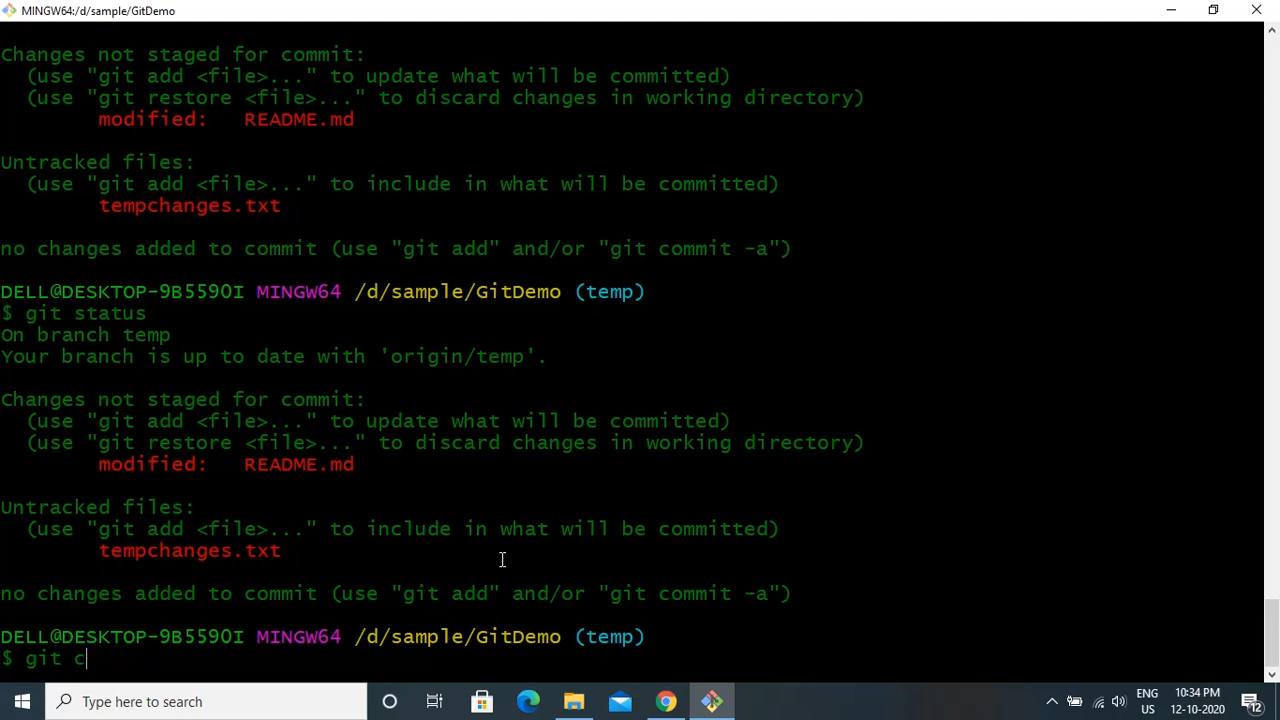 MINGW64:/d/sample/GitDemo
Changes not staged for commit:
  (use "git add <file>..." to update what will be committed)
  (use "git restore <file>..." to discard changes in working directory)
        modified:   README.md
Untracked files:
  (use "git add <file>..." to include in what will be committed)
        tempchanges.txt
no changes added to commit (use "git add" and/or "git commit -a")
DELL@DESKTOP-9B5590I MINGW64 /d/sample/GitDemo (temp)
$ git status
On branch temp
Your branch is up to date with 'origin/temp'.
Changes not staged for commit:
  (use "git add <file>..." to update what will be committed)
  (use "git restore <file>..." to discard changes in working directory)
        modified:   README.md
Untracked files:
  (use "git add <file>..." to include in what will be committed)
        tempchanges.txt
no changes added to commit (use "git add" and/or "git commit -a")
DELL@DESKTOP-9B5590I MINGW64 /d/sample/GitDemo (temp)
$ git c
Type here to search
ENG
US
10:34 PM
12-10-2020
12